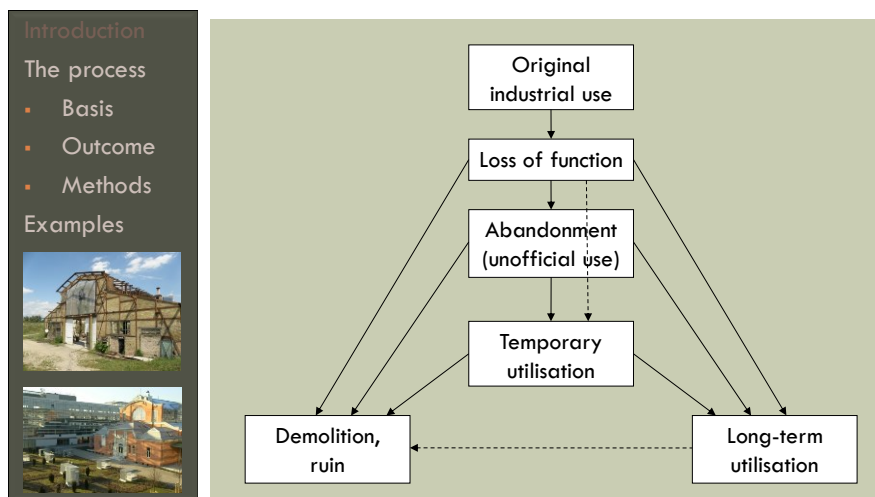 Introduction
The process
▪ Basis
▪ Outcome
▪ Methods
Examples
Original
industrial use
Loss of function
Abandonment
(unofficial use)
Temporary
utilisation
Demolition,
ruin
Long-term
utilisation